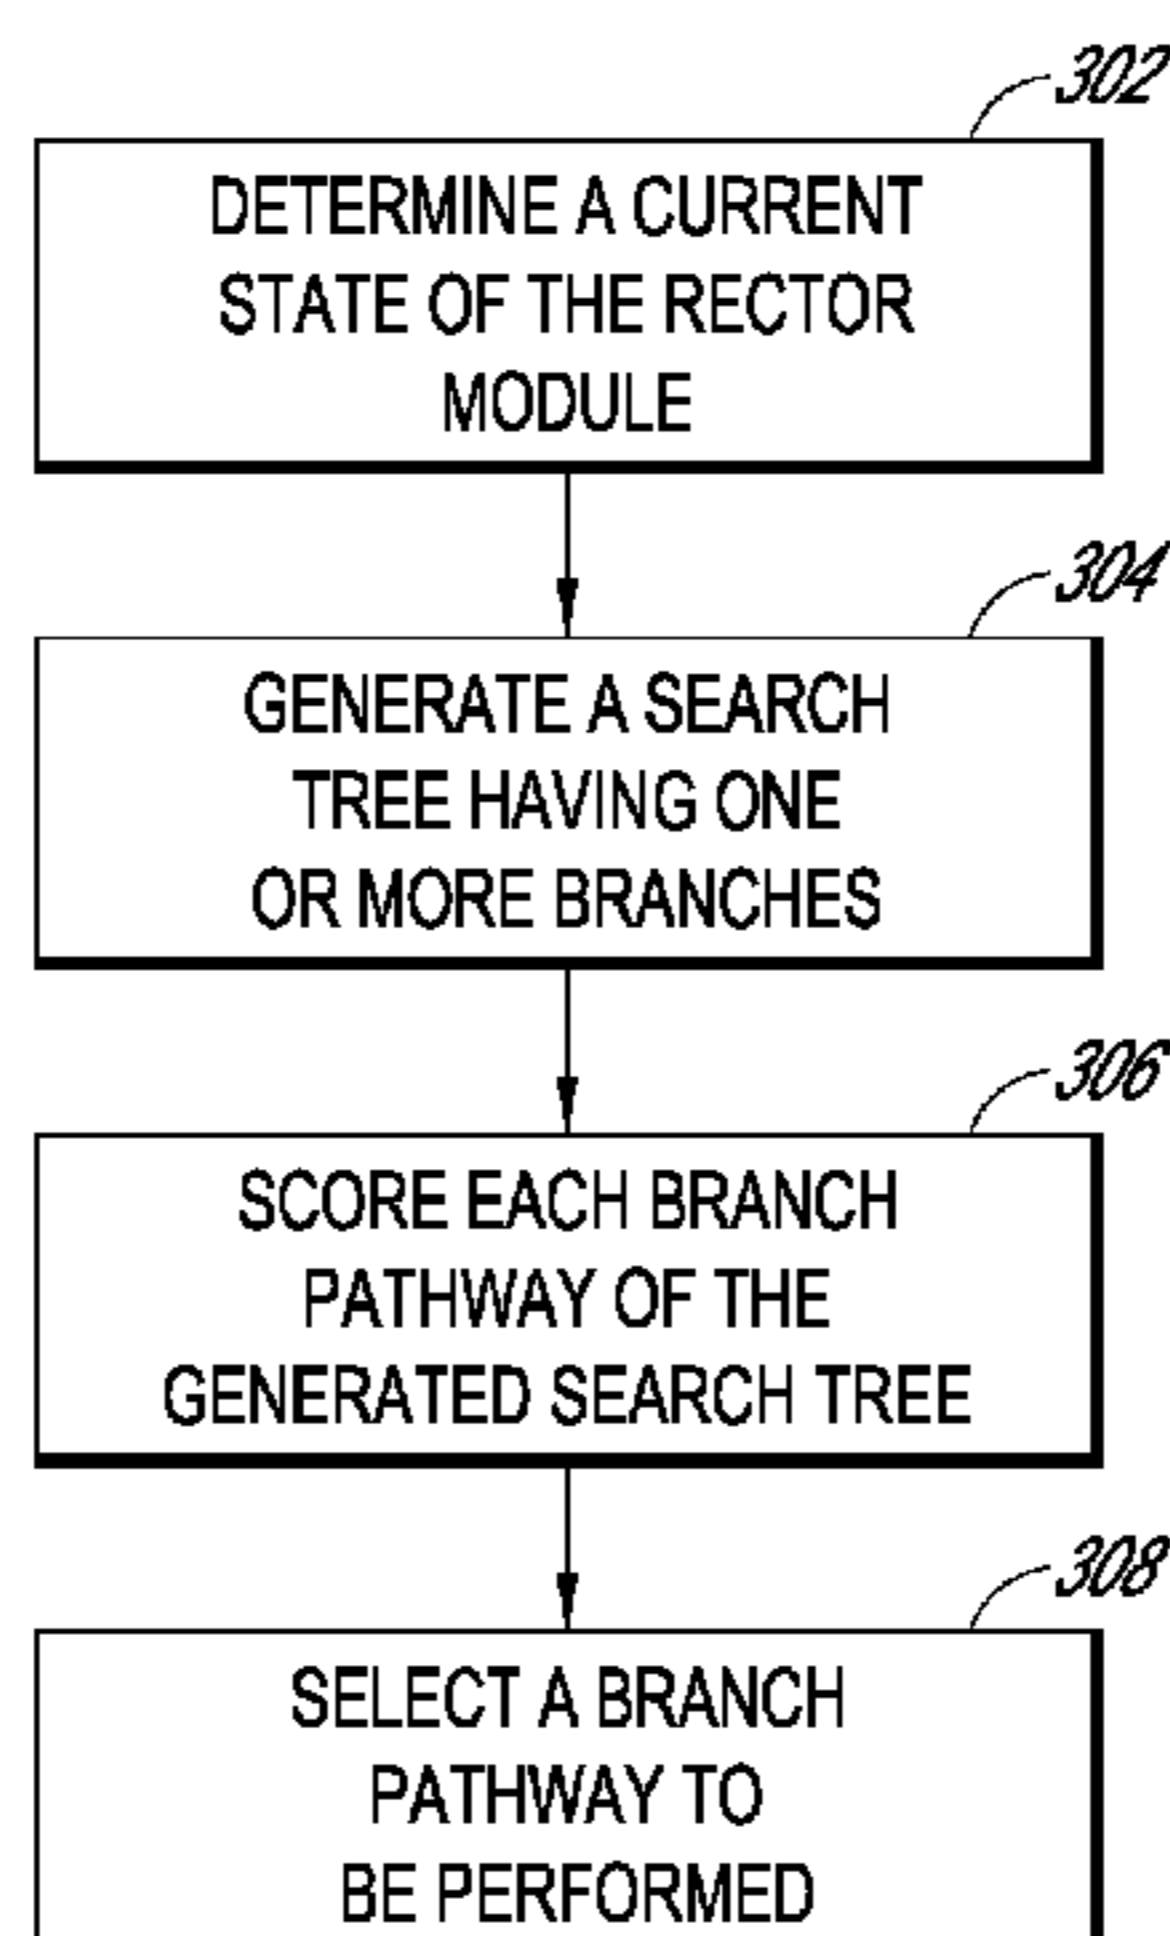 302
DETERMINE A CURRENT
STATE OF THE RECTOR
MODULE
304
GENERATE A SEARCH
TREE HAVING ONE
OR MORE BRANCHES
306
SCORE EACH BRANCH
PATHWAY OF THE
GENERATED SEARCH TREE
308
SELECT A BRANCH
PATHWAY TO
BE PERFORMED